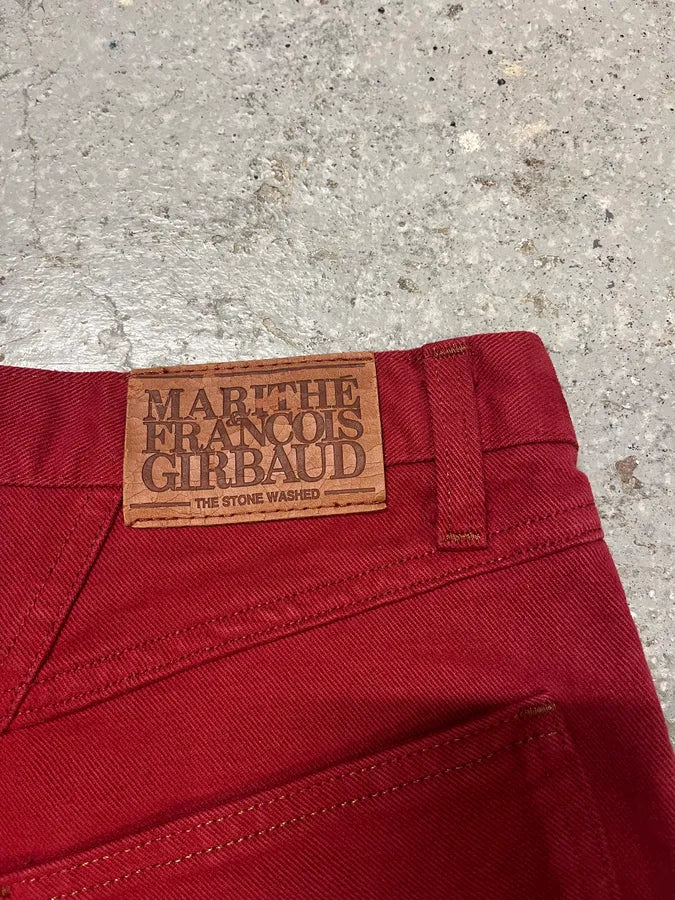 MARITHE
&
FRANCOIS
GIRBAUD
THE STONE WASHED